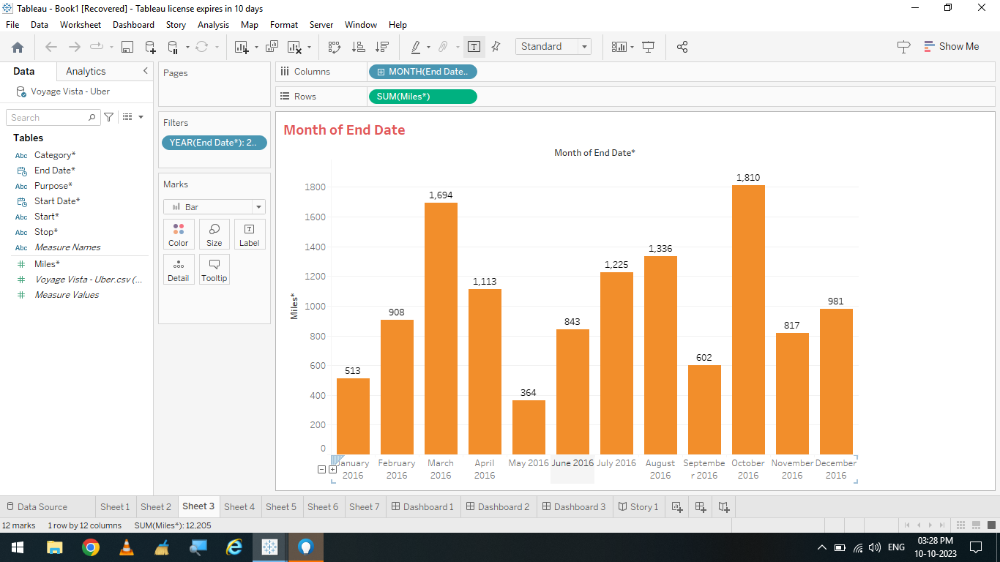 Tableau - Book1 [Recovered] - Tableau license expires in 10 days
File Data Worksheet Dashboard Story Analysis Map Format Server Window Help
Standard
Show Me
Data Analytics
Voyage Vista - Uber
Search
Tables
Abc Category*
End Date*
Abc Purpose*
Start Date*
Abc Start*
Abc Stop*
Abc Measure Names
# Miles*
# Voyage Vista - Uber.csv (...
# Measure Values
Pages
Filters
YEAR(End Date*): 2..
Marks
Bar
Color Size Label
Detail Tooltip
Columns MONTH(End Date..
Rows SUM(Miles*)
Month of End Date
Month of End Date*
Miles*
1800
1600
1400
1200
1000
800
600
400
200
0
513 908 1,694 1,113 364 843 1,225 1,336 602 1,810 817 981
January 2016
February 2016
March 2016
April 2016
May 2016
June 2016
July 2016
August 2016
Septembe
r 2016
October 2016
November 2016
December 2016
Data Source Sheet 1 Sheet 2 Sheet 3 Sheet 4 Sheet 5 Sheet 6 Sheet 7 Dashboard 1 Dashboard 2 Dashboard 3 Story 1
12 marks 1 row by 12 columns SUM(Miles*): 12,205
ENG
03:28 PM
10-10-2023